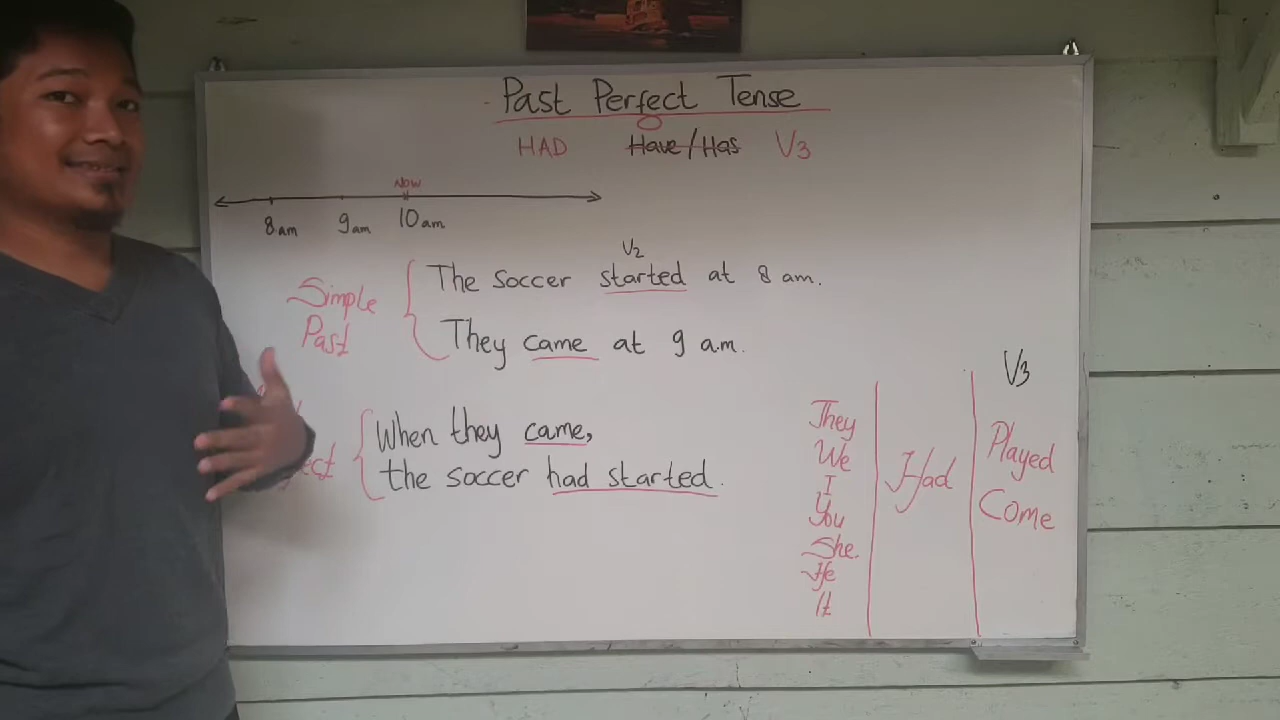 Past Perfect Tense
HAD Have/Has V3
Now
8am 9am 10am
V2
Simple Past
The soccer started at 8 am.
They came at 9 a.m.
When they came,
the soccer had started.
V3
They
We
I
You
She
He
It
Had
Played
Come